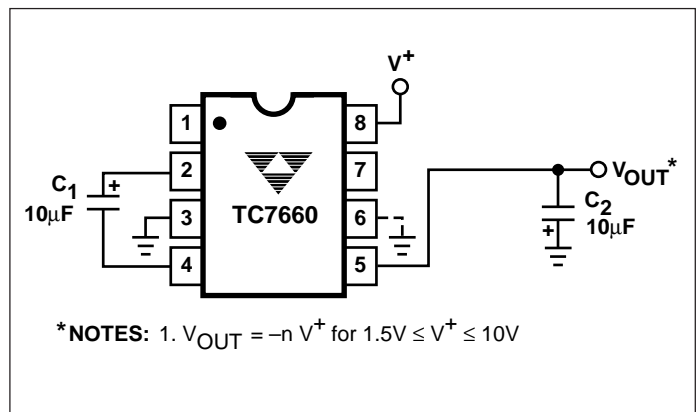 V+
1
8
2
7
C1
+
10μF
3
TC7660
6
4
5
VOUT*
C2
+
10μF
*NOTES: 1. VOUT = –n V+ for 1.5V ≤ V+ ≤ 10V